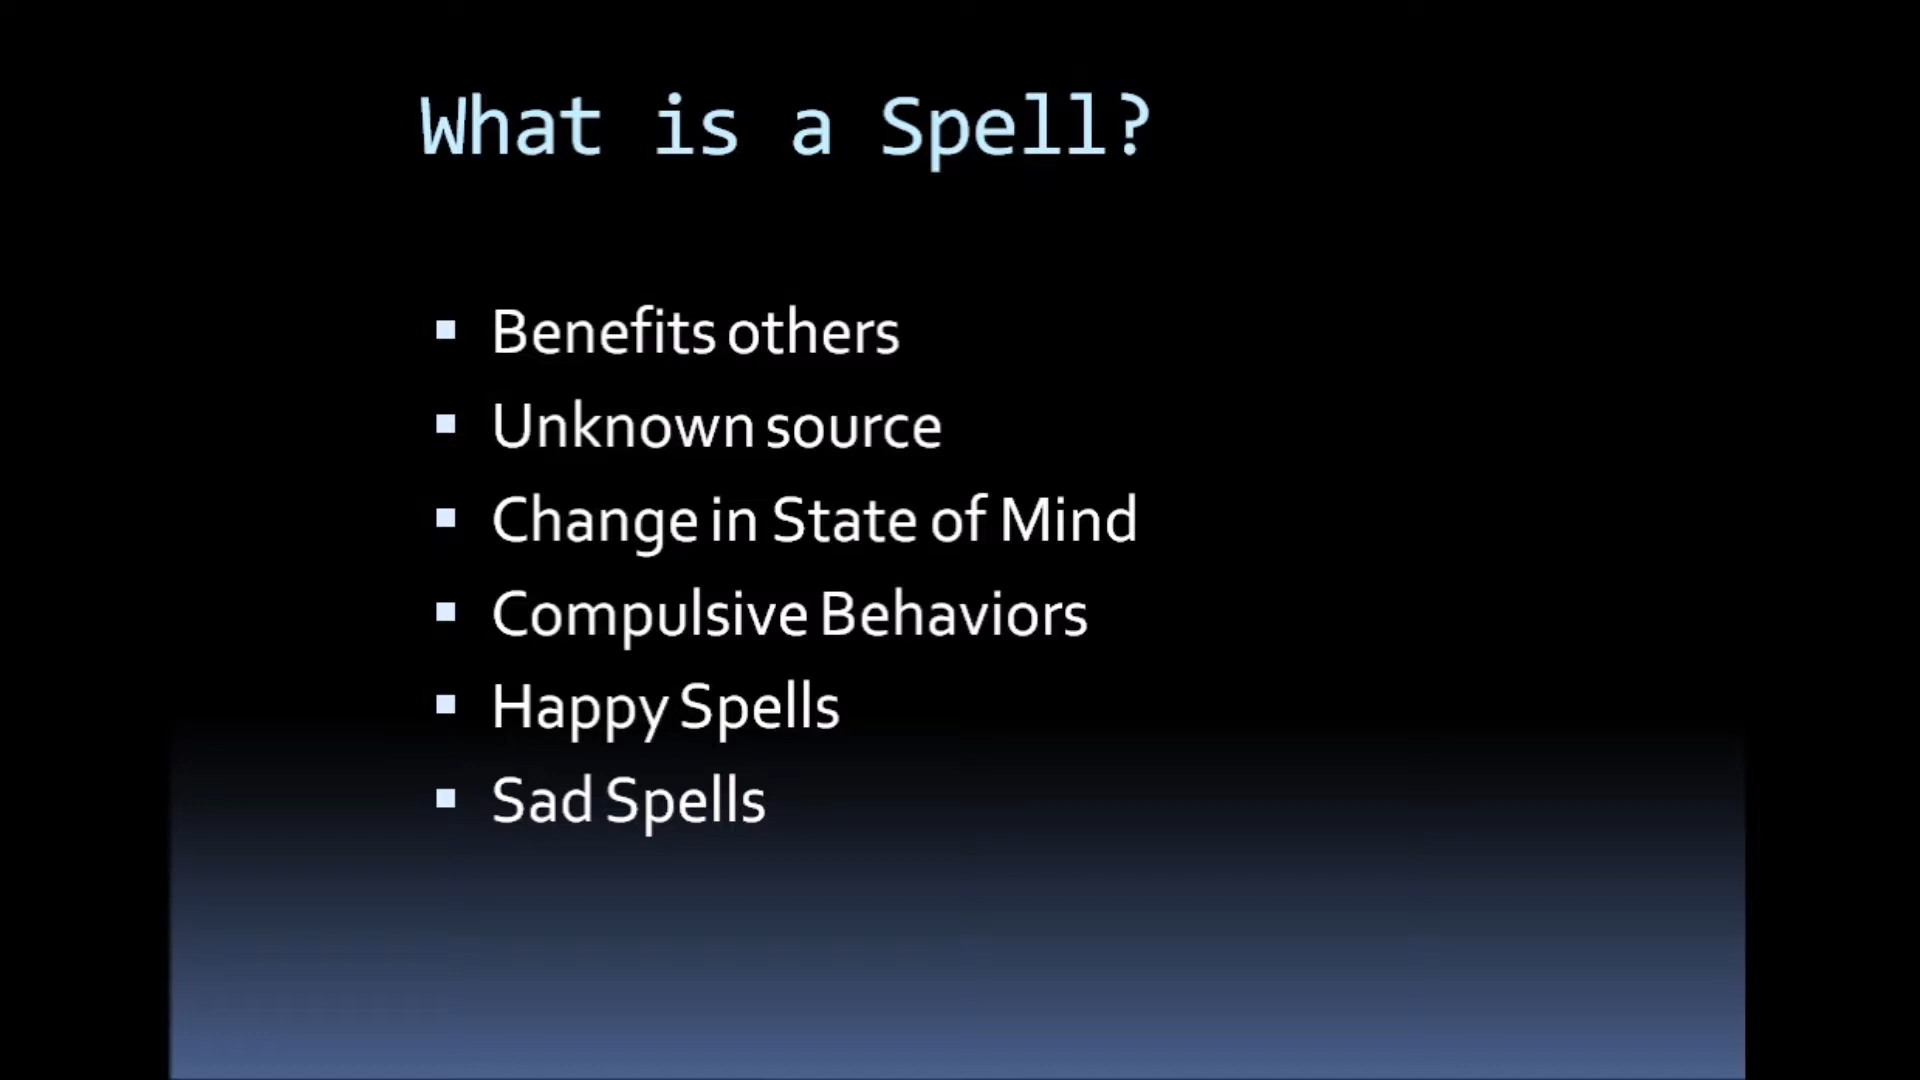 What is a Spell?
Benefits others
Unknown source
Change in State of Mind
Compulsive Behaviors
Happy Spells
Sad Spells